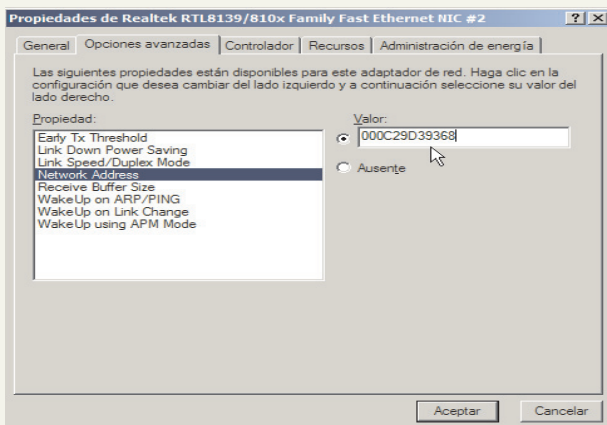 Propiedades de Realtek RTL8139/810x Family Fast Ethernet NIC #2
General Opciones avanzadas Controlador Recursos Administración de energía
Las siguientes propiedades están disponibles para este adaptador de red. Haga clic en la
configuración que desea cambiar del lado izquierdo y a continuación seleccione su valor del
lado derecho.
Propiedad:
Early Tx Threshold
Link Down Power Saving
Link Speed/Duplex Mode
Network Address
Receive Buffer Size
WakeUp on ARP/PING
WakeUp on Link Change
WakeUp using APM Mode
Valor:
000C29D39368
Ausente
Aceptar Cancelar